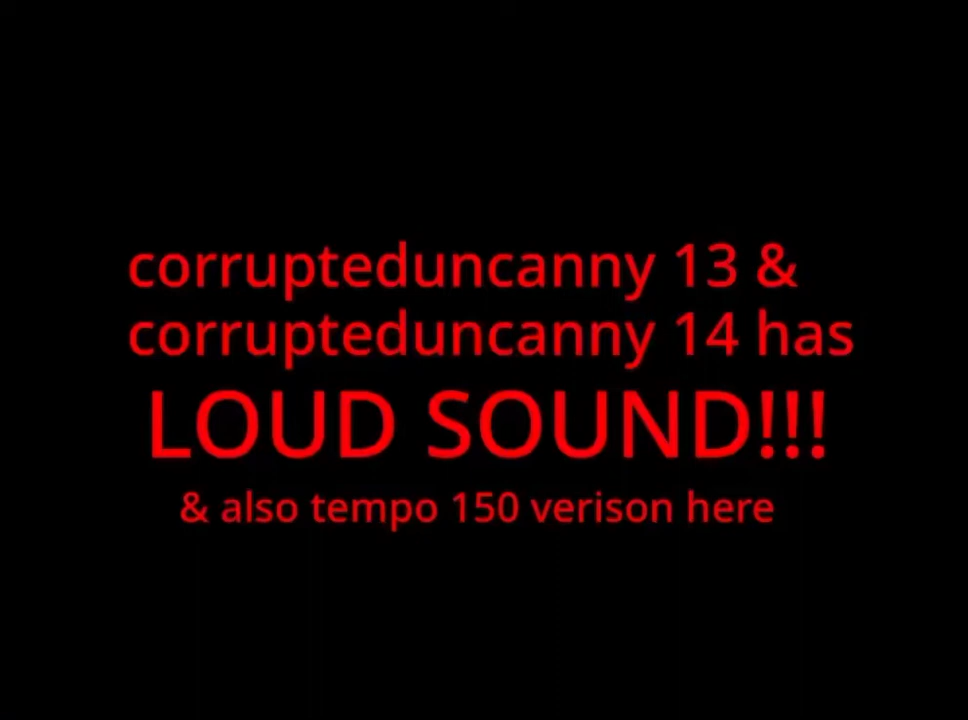 corrupteduncanny 13 &
corrupteduncanny 14 has
LOUD SOUND!!!
& also tempo 150 verison here